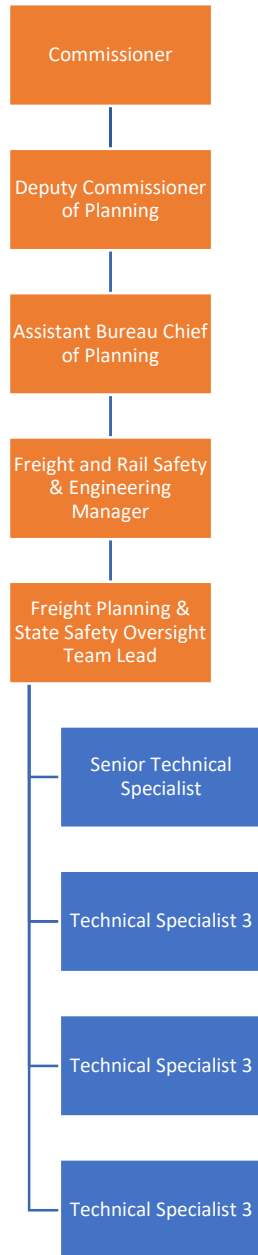 Commissioner
Deputy Commissioner
of Planning
Assistant Bureau Chief
of Planning
Freight and Rail Safety
& Engineering
Manager
Freight Planning &
State Safety Oversight
Team Lead
Senior Technical
Specialist
Technical Specialist 3
Technical Specialist 3
Technical Specialist 3